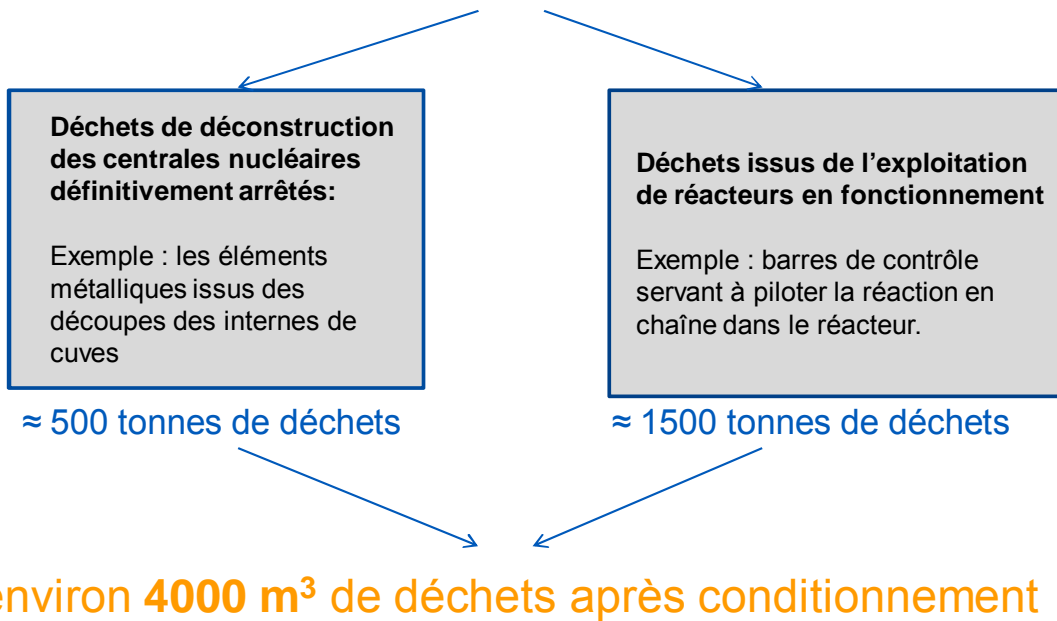 Déchets de déconstruction
des centrales nucléaires
définitivement arrêtés:
Exemple : les éléments
métalliques issus des
découpes des internes de
cuves
≈ 500 tonnes de déchets
Déchets issus de l’exploitation
de réacteurs en fonctionnement
Exemple : barres de contrôle
servant à piloter la réaction en
chaîne dans le réacteur.
≈ 1500 tonnes de déchets
environ 4000 m³ de déchets après conditionnement